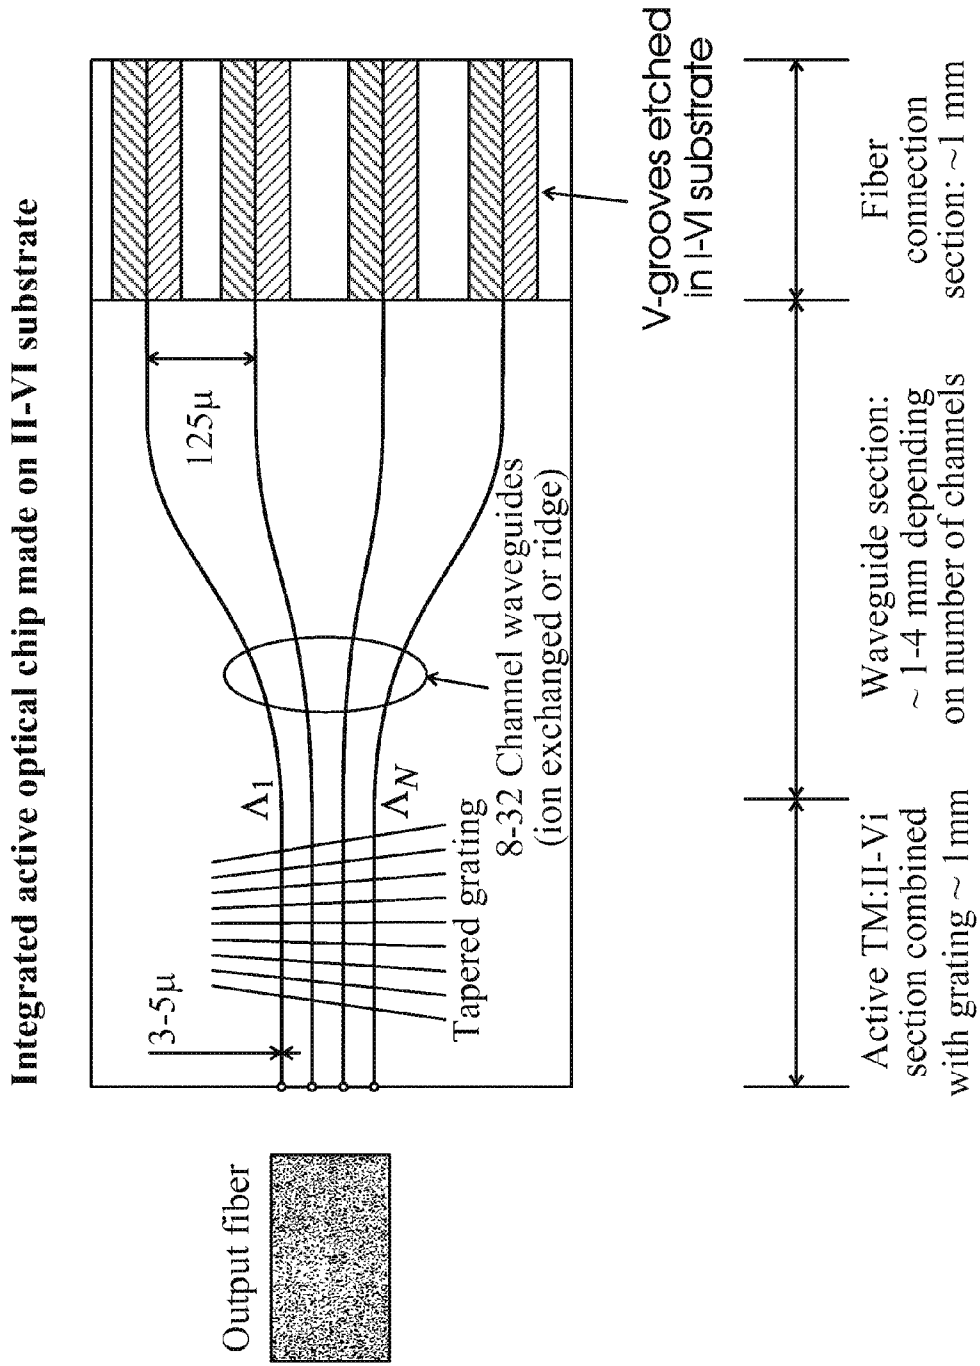 Integrated active optical chip made on II-VI substrate
Output fiber
3-5μ
Λ1
ΛN
Tapered grating
8-32 Channel waveguides
(ion exchanged or ridge)
125μ
V-grooves etched
in I-VI substrate
Active TM:II-Vi
section combined
with grating ~ 1mm
Waveguide section:
~ 1-4 mm depending
on number of channels
Fiber
connection
section: ~1 mm